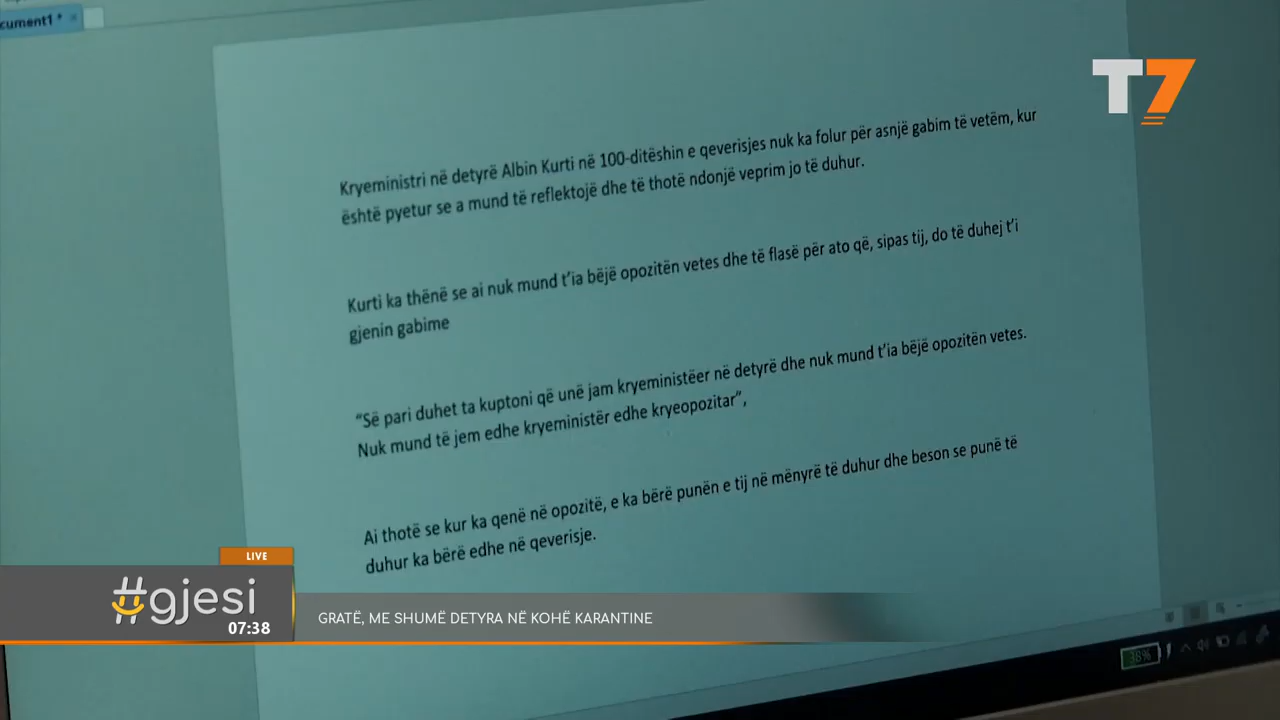 cument1 *
T7
Kryeministri në detyrë Albin Kurti në 100-ditëshin e qeverisjes nuk ka folur për asnjë gabim të vetëm, kur
është pyetur se a mund të reflektojë dhe të thotë ndonjë veprim jo të duhur.
Kurti ka thënë se ai nuk mund t'ia bëjë opozitën vetes dhe të flasë për ato që, sipas tij, do të duhej t'i
gjenin gabime
“Së pari duhet ta kuptoni që unë jam kryeministëer në detyrë dhe nuk mund t'ia bëjë opozitën vetes.
Nuk mund të jem edhe kryeministër edhe kryeopozitar”,
Ai thotë se kur ka qenë në opozitë, e ka bërë punën e tij në mënyrë të duhur dhe beson se punë të
duhur ka bërë edhe në qeverisje.
LIVE
#gjesi
07:38
GRATË, ME SHUMË DETYRA NË KOHË KARANTINE
38%